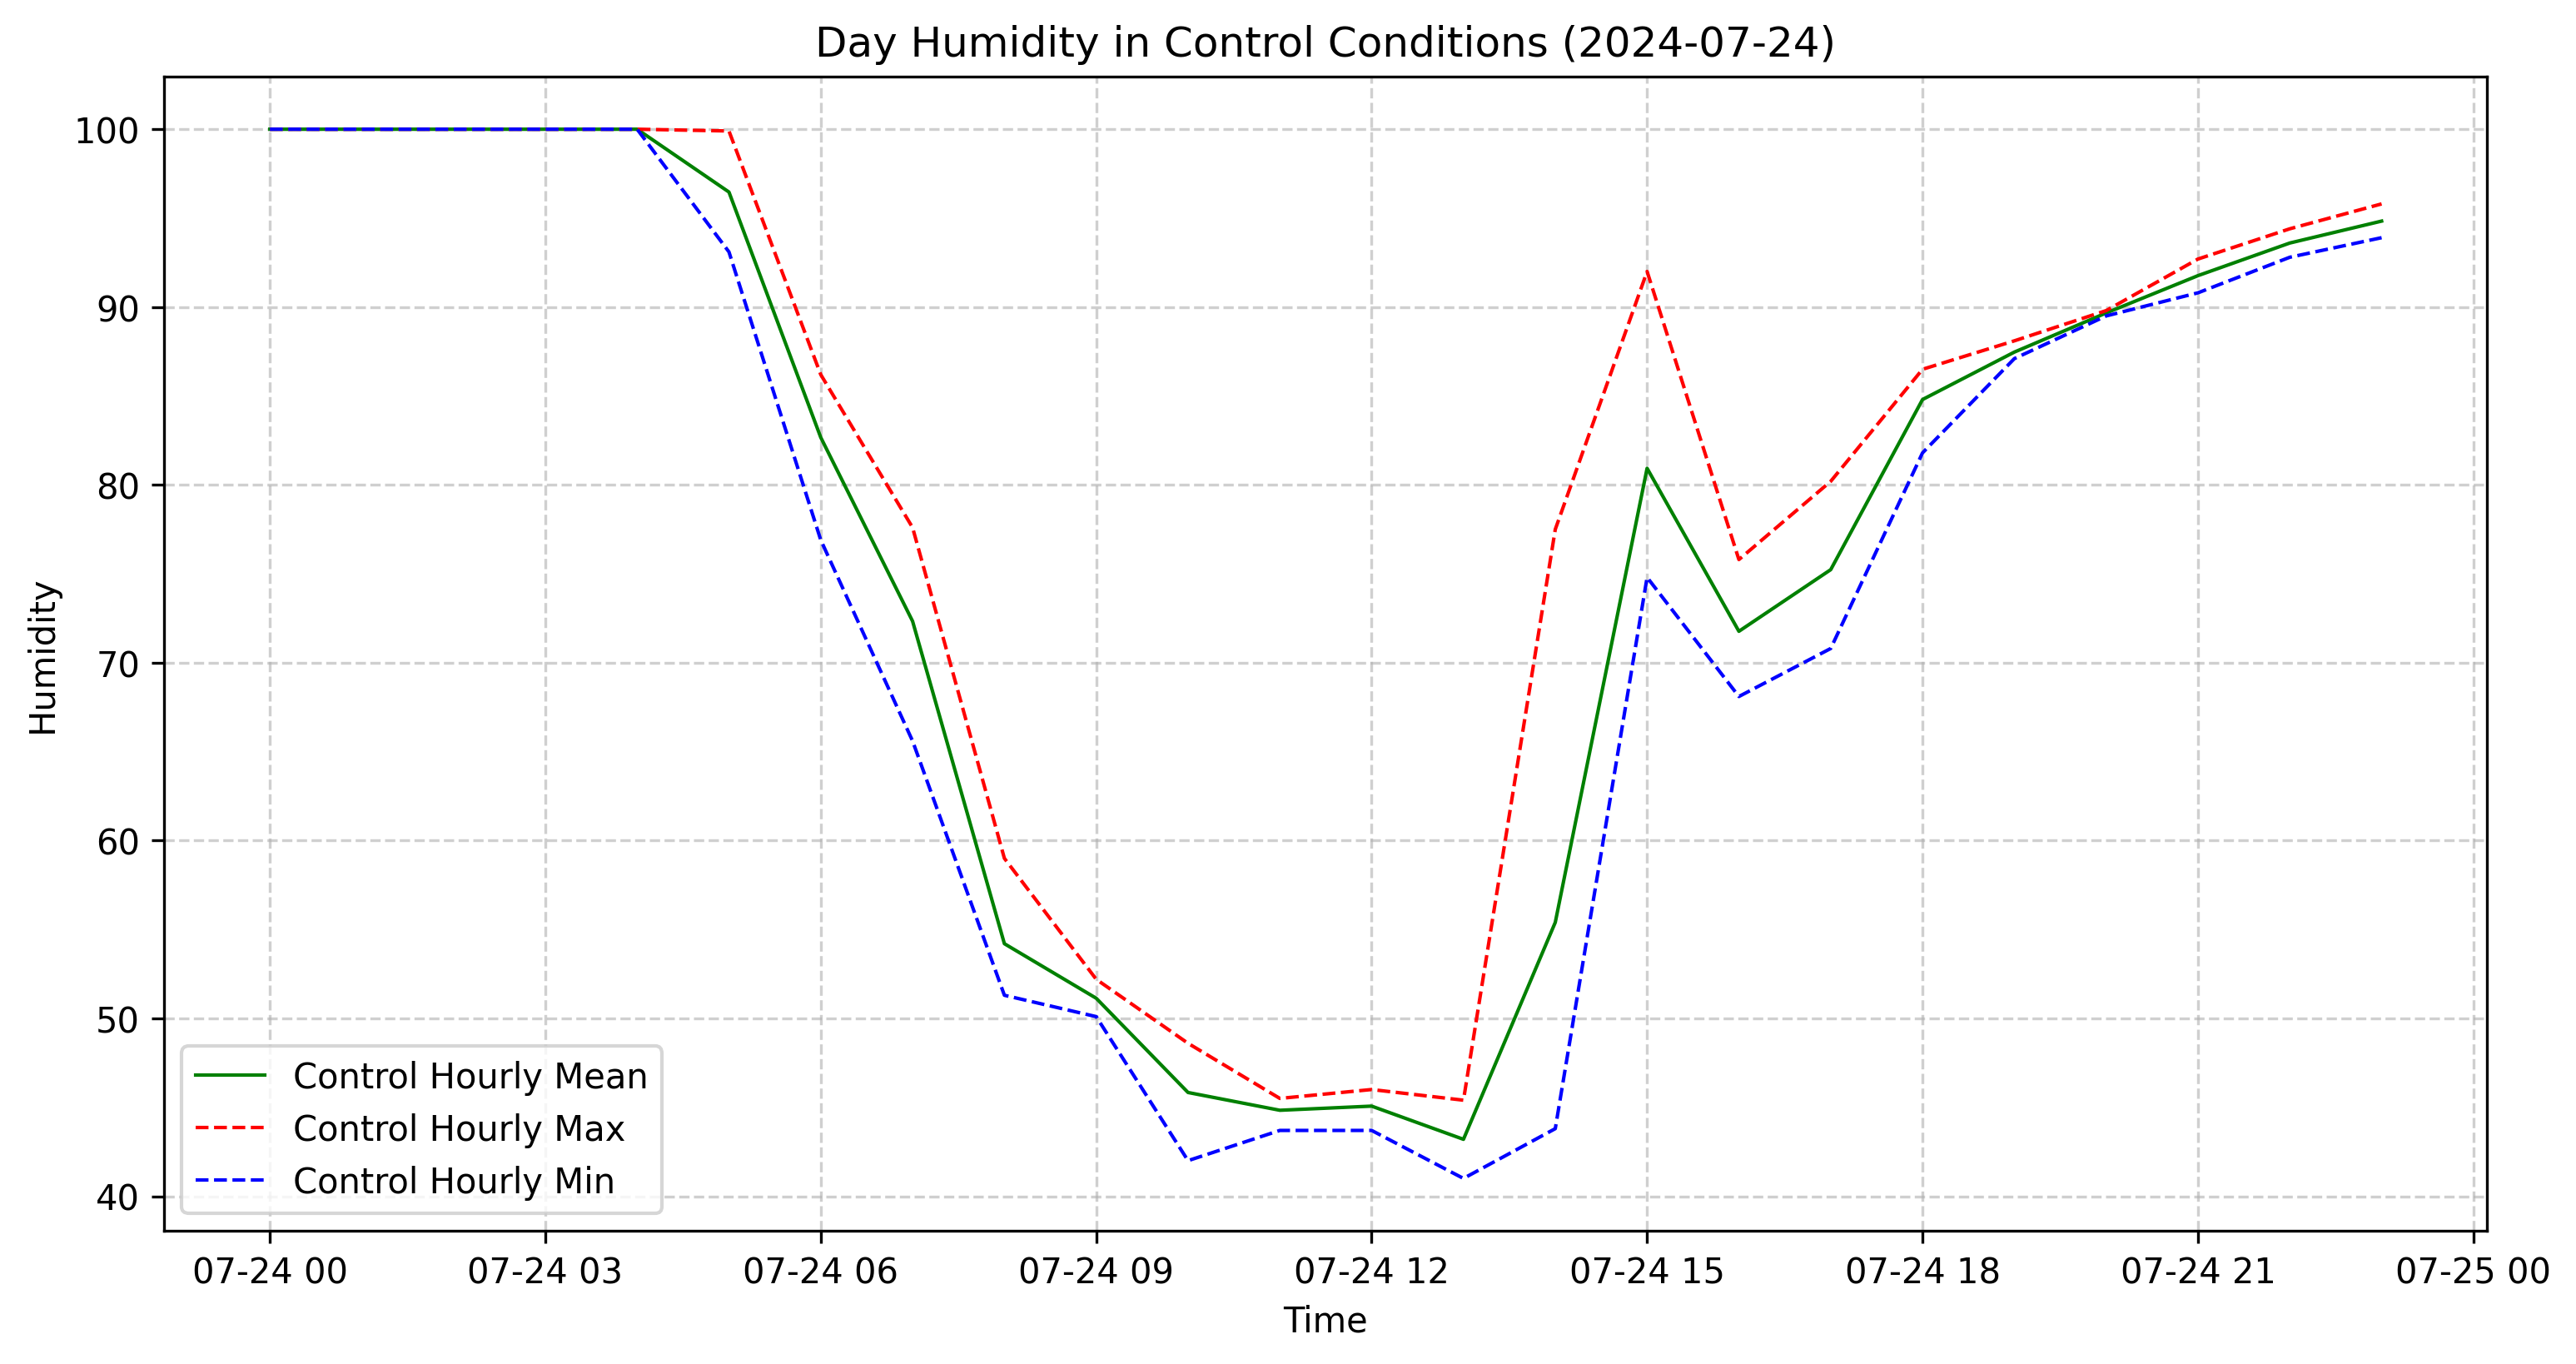 Day Humidity in Control Conditions (2024-07-24)
Humidity
100
90
80
70
60
50
40
Control Hourly Mean
Control Hourly Max
Control Hourly Min
07-24 00 07-24 03 07-24 06 07-24 09 07-24 12 07-24 15 07-24 18 07-24 21 07-25 00
Time